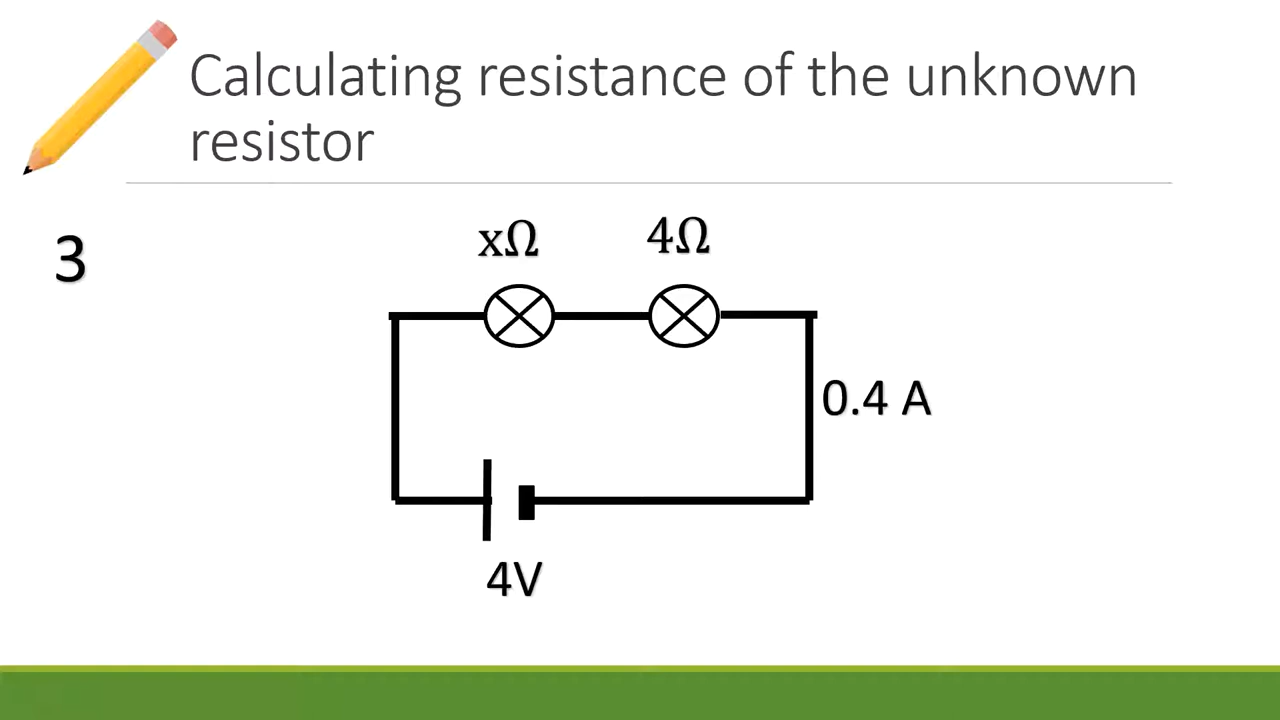 Calculating resistance of the unknown
resistor
3
xΩ 4Ω
0.4 A
4V